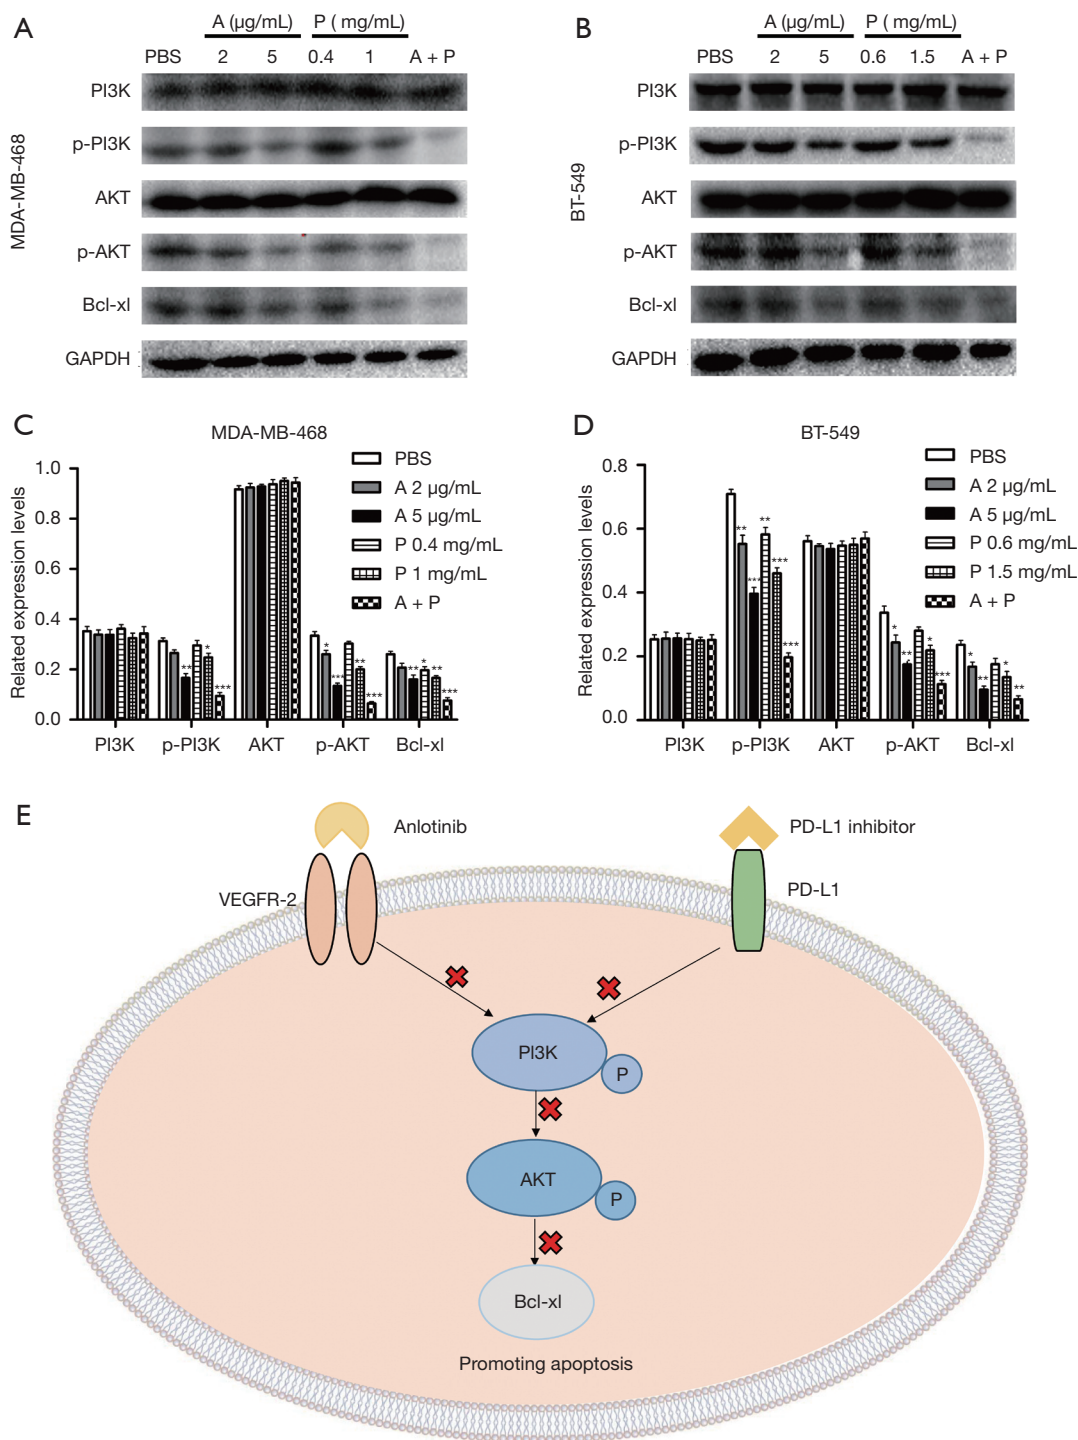 A
A (µg/mL) P ( mg/mL)
PBS 2 5 0.4 1 A + P
MDA-MB-468
PI3K
p-PI3K
AKT
p-AKT
Bcl-xl
GAPDH
B
A (µg/mL) P ( mg/mL)
PBS 2 5 0.6 1.5 A + P
BT-549
PI3K
p-PI3K
AKT
p-AKT
Bcl-xl
GAPDH
C
MDA-MB-468
Related expression levels
1.0
0.8
0.6
0.4
0.2
0.0
PBS
A 2 µg/mL
A 5 µg/mL
P 0.4 mg/mL
P 1 mg/mL
A + P
** * ***
* *** ** ***
** * ** ***
PI3K p-PI3K AKT p-AKT Bcl-xl
D
BT-549
Related expression levels
0.8
0.6
0.4
0.2
0.0
PBS
A 2 µg/mL
A 5 µg/mL
P 0.6 mg/mL
P 1.5 mg/mL
A + P
** *** ** *** ***
* ** * ***
* ** * **
PI3K p-PI3K AKT p-AKT Bcl-xl
E
Anlotinib
PD-L1 inhibitor
VEGFR-2
PD-L1
PI3K
P
AKT
P
Bcl-xl
Promoting apoptosis